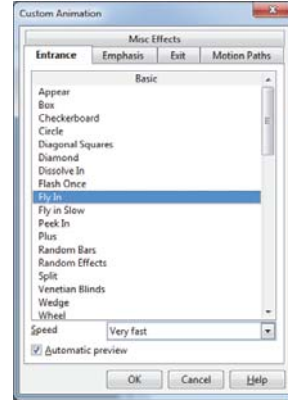 Custom Animation
Misc Effects
Entrance Emphasis Exit Motion Paths
Basic
Appear
Box
Checkerboard
Circle
Diagonal Squares
Diamond
Dissolve In
Flash Once
Fly In
Fly in Slow
Peek In
Plus
Random Bars
Random Effects
Split
Venetian Blinds
Wedge
Wheel
Speed Very fast
Automatic preview
OK Cancel Help